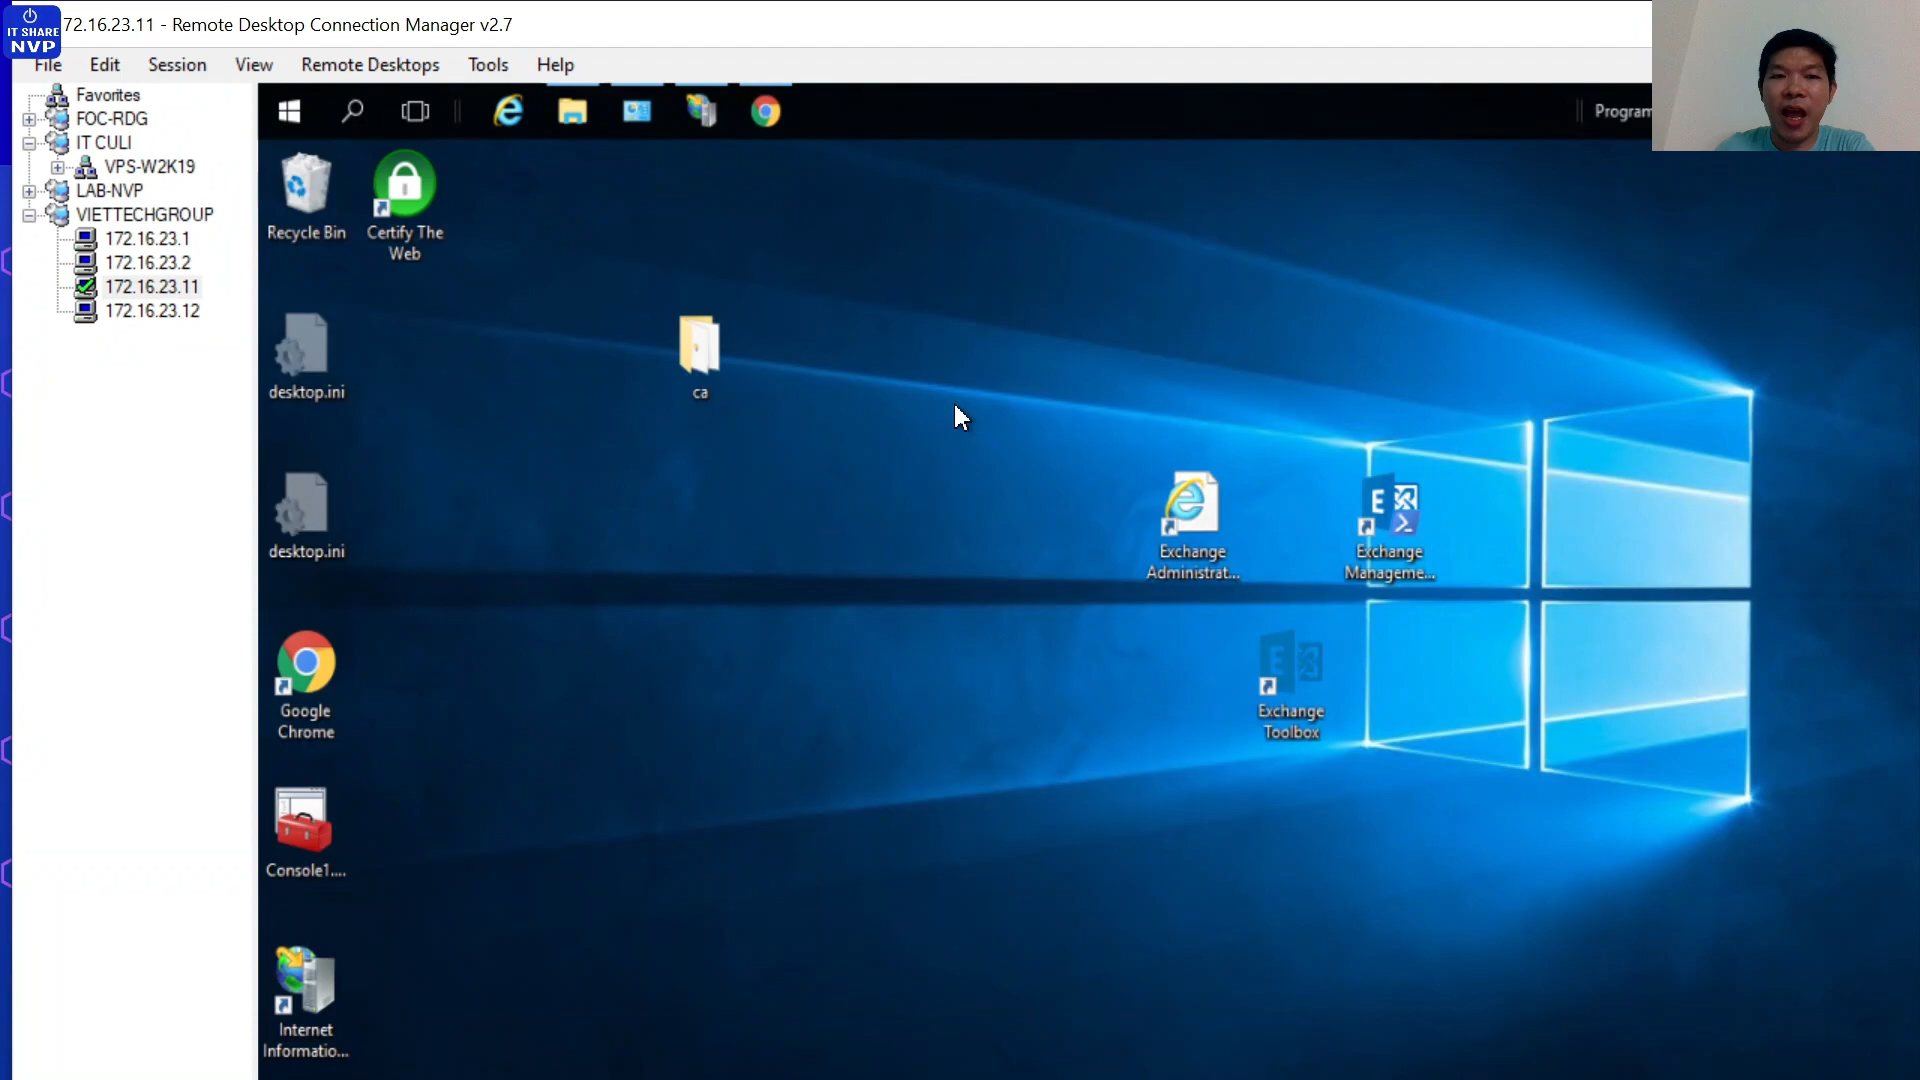 IT SHARE
NVP
72.16.23.11 - Remote Desktop Connection Manager v2.7
File Edit Session View Remote Desktops Tools Help
Favorites
FOC-RDG
IT CULI
VPS-W2K19
LAB-NVP
VIETTECHGROUP
172.16.23.1
172.16.23.2
172.16.23.11
172.16.23.12
Program
Recycle Bin
Certify The
Web
desktop.ini
ca
desktop.ini
Exchange
Administrat...
Exchange
Manageme...
Google
Chrome
Exchange
Toolbox
Console1....
Internet
Informatio...